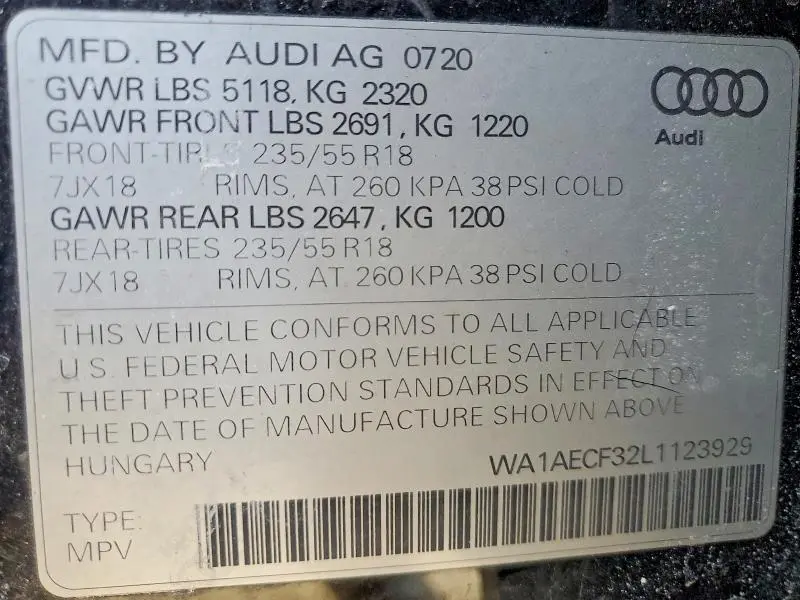 MFD. BY AUDI AG 0720
GVWR LBS 5118, KG 2320
GAWR FRONT LBS 2691, KG 1220
FRONT-TIRES 235/55 R18
7JX18 RIMS, AT 260 KPA 38 PSI COLD
GAWR REAR LBS 2647, KG 1200
REAR-TIRES 235/55 R18
7JX18 RIMS, AT 260 KPA 38 PSI COLD
Audi
THIS VEHICLE CONFORMS TO ALL APPLICABLE
U.S. FEDERAL MOTOR VEHICLE SAFETY AND
THEFT PREVENTION STANDARDS IN EFFECT ON
THE DATE OF MANUFACTURE SHOWN ABOVE
HUNGARY WA1AECF32L1123929
TYPE:
MPV